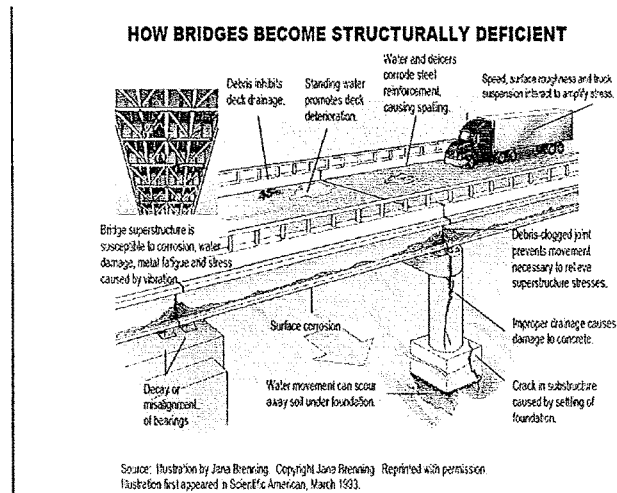 HOW BRIDGES BECOME STRUCTURALLY DEFICIENT
Debris inhibits
deck drainage.
Standing water
promotes deck
deterioration.
Water and deicers
corrode steel
reinforcement,
causing spalling.
Speed, surface roughness and truck
suspension interact to amplify stress.
Bridge superstructure is
susceptible to corrosion, water
damage, metal fatigue and stress
caused by vibration.
Debris-clogged joint
prevents movement
necessary to relieve
superstructure stresses.
Surface corrosion
Improper drainage causes
damage to concrete.
Decay or
misalignment
of bearings
Water movement can scour
away soil under foundation.
Crack in substructure
caused by settling of
foundation.
Source: Illustration by Jana Brenning. Copyright Jana Brenning. Reprinted with permission.
Illustration first appeared in Scientific American, March 1993.